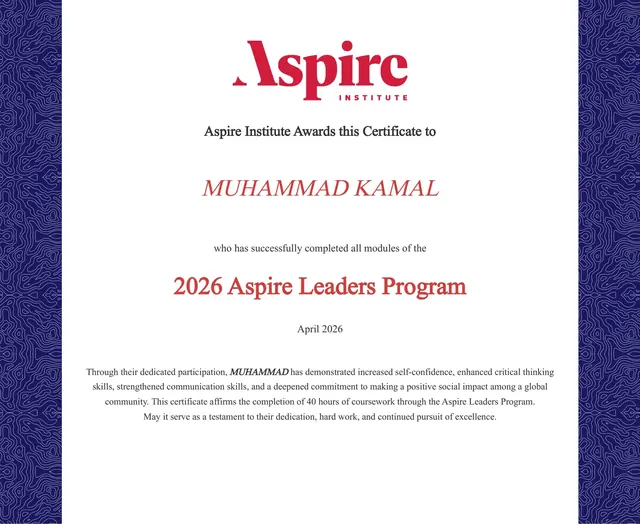 Aspire
INSTITUTE
Aspire Institute Awards this Certificate to
MUHAMMAD KAMAL
who has successfully completed all modules of the
2026 Aspire Leaders Program
April 2026
Through their dedicated participation, MUHAMMAD has demonstrated increased self-confidence, enhanced critical thinking
skills, strengthened communication skills, and a deepened commitment to making a positive social impact among a global
community. This certificate affirms the completion of 40 hours of coursework through the Aspire Leaders Program.
May it serve as a testament to their dedication, hard work, and continued pursuit of excellence.